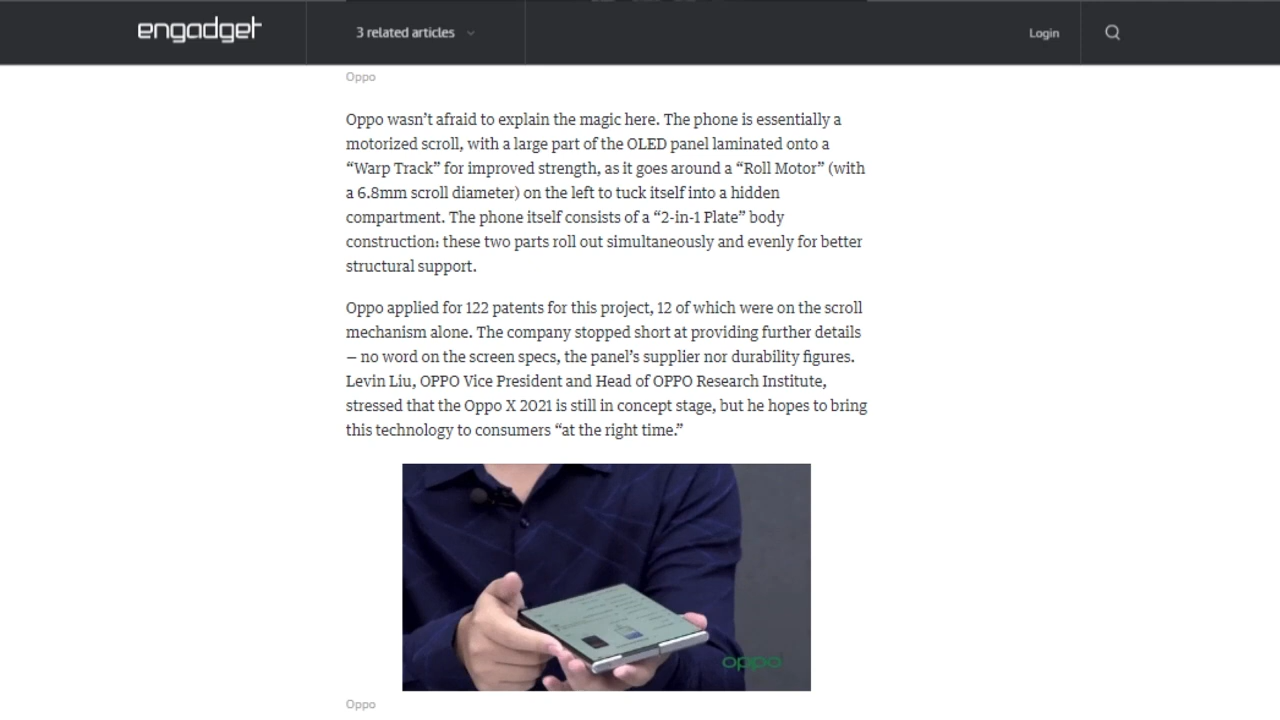 engadget
3 related articles
Login
Oppo
Oppo wasn’t afraid to explain the magic here. The phone is essentially a
motorized scroll, with a large part of the OLED panel laminated onto a
“Warp Track” for improved strength, as it goes around a “Roll Motor” (with
a 6.8mm scroll diameter) on the left to tuck itself into a hidden
compartment. The phone itself consists of a “2-in-1 Plate” body
construction: these two parts roll out simultaneously and evenly for better
structural support.
Oppo applied for 122 patents for this project, 12 of which were on the scroll
mechanism alone. The company stopped short at providing further details
– no word on the screen specs, the panel’s supplier nor durability figures.
Levin Liu, OPPO Vice President and Head of OPPO Research Institute,
stressed that the Oppo X 2021 is still in concept stage, but he hopes to bring
this technology to consumers “at the right time.”
oppo
Oppo